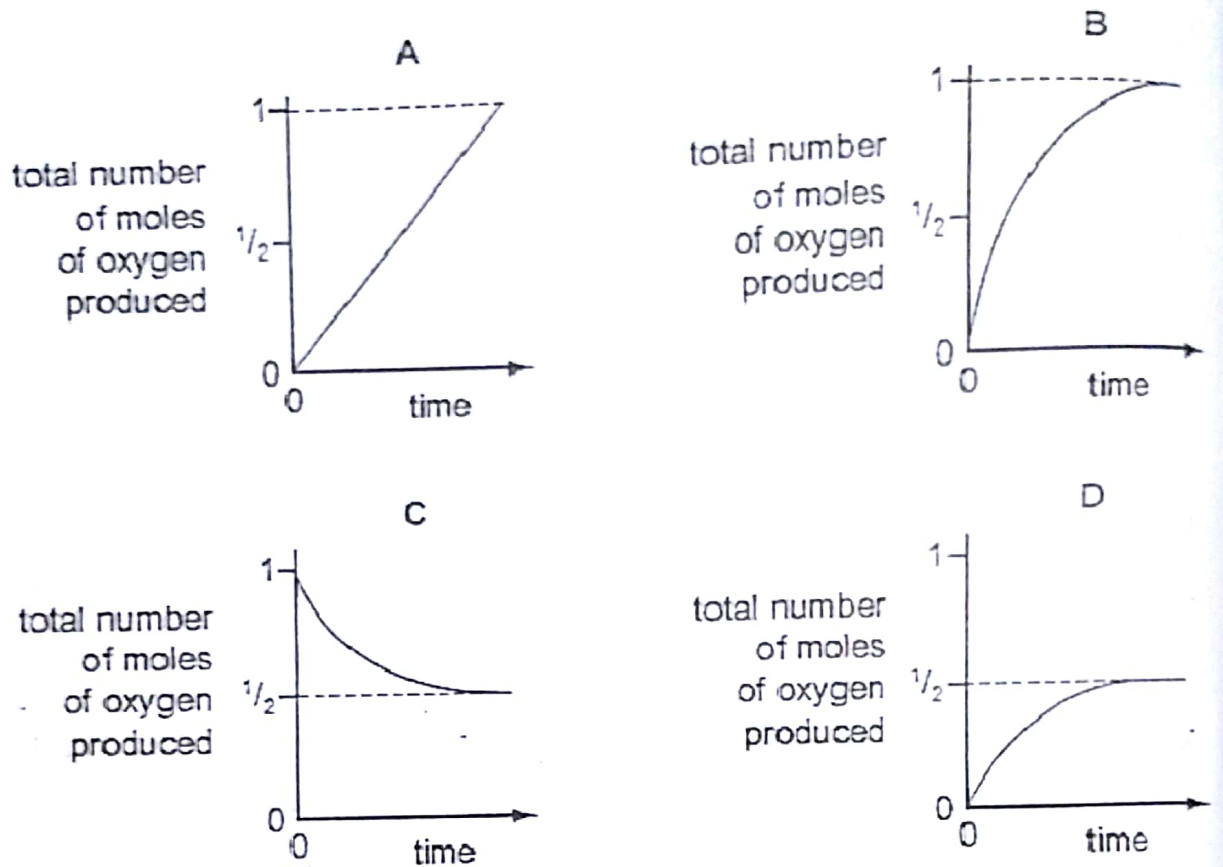 A
1
total number
of moles
of oxygen
produced
1/2
0
0
time
B
1
total number
of moles
of oxygen
produced
1/2
0
0
time
C
1
total number
of moles
of oxygen
produced
1/2
0
0
time
D
1
total number
of moles
of oxygen
produced
1/2
0
0
time